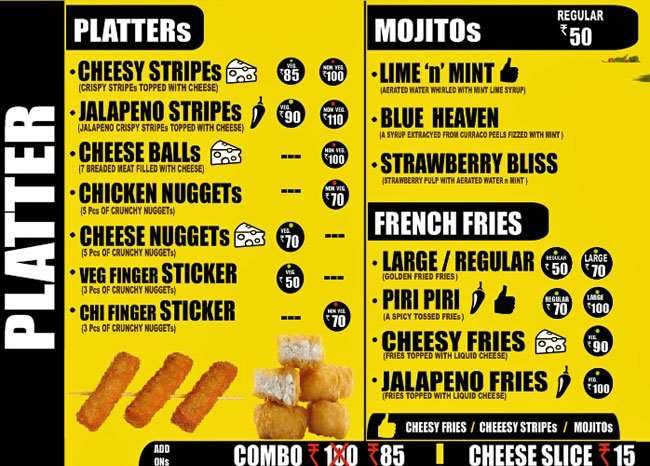 PLATTER
PLATTERs
• CHEESY STRIPEs VEG. ₹85 NON VEG. ₹100
(CRISPY STRIPEs TOPPED WITH CHEESE)
• JALAPENO STRIPEs VEG. ₹90 NON VEG. ₹110
(JALAPENO CRISPY STRIPEs TOPPED WITH CHEESE)
• CHEESE BALLs --- NON VEG. ₹100
(7 BREADED MEAT FILLED WITH CHEESE)
• CHICKEN NUGGETs --- NON VEG. ₹70
(5 Pcs OF CRUNCHY NUGGETs)
• CHEESE NUGGETs VEG. ₹70 ---
(5 Pcs OF CRUNCHY NUGGETs)
• VEG FINGER STICKER VEG. ₹50 ---
(3 Pcs OF CRUNCHY NUGGETs)
• CHI FINGER STICKER --- NON VEG. ₹70
(3 Pcs OF CRUNCHY NUGGETs)
MOJITOs REGULAR ₹50
• LIME 'n' MINT
(AERATED WATER WHIRLED WITH MINT LIME SYRUP)
• BLUE HEAVEN
(A SYRUP EXTRACYED FROM CURRACO PEELS FIZZED WITH MINT )
• STRAWBERRY BLISS
(STRAWBERRY PULP WITH AERATED WATER n MINT )
FRENCH FRIES
• LARGE / REGULAR REGULAR ₹50 LARGE ₹70
(GOLDEN FRIED FRIES)
• PIRI PIRI REGULAR ₹70 LARGE ₹100
(A SPICY TOSSED FRIEs)
• CHEESY FRIES VEG. ₹90
(FRIES TOPPED WITH LIQUID CHEESE)
• JALAPENO FRIES VEG. ₹100
(FRIES TOPPED WITH LIQUID CHEESE)
CHEESY FRIES / CHEEESY STRIPEs / MOJITOs
ADD ONs COMBO ₹ 100 ₹85 CHEESE SLICE ₹ 15